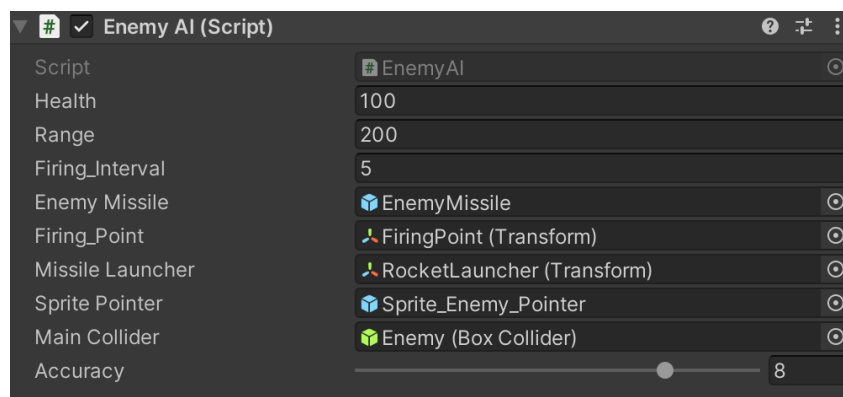 # Enemy AI (Script)
Script # EnemyAI
Health 100
Range 200
Firing_Interval 5
Enemy Missile EnemyMissile
Firing_Point FiringPoint (Transform)
Missile Launcher RocketLauncher (Transform)
Sprite Pointer Sprite_Enemy_Pointer
Main Collider Enemy (Box Collider)
Accuracy 8